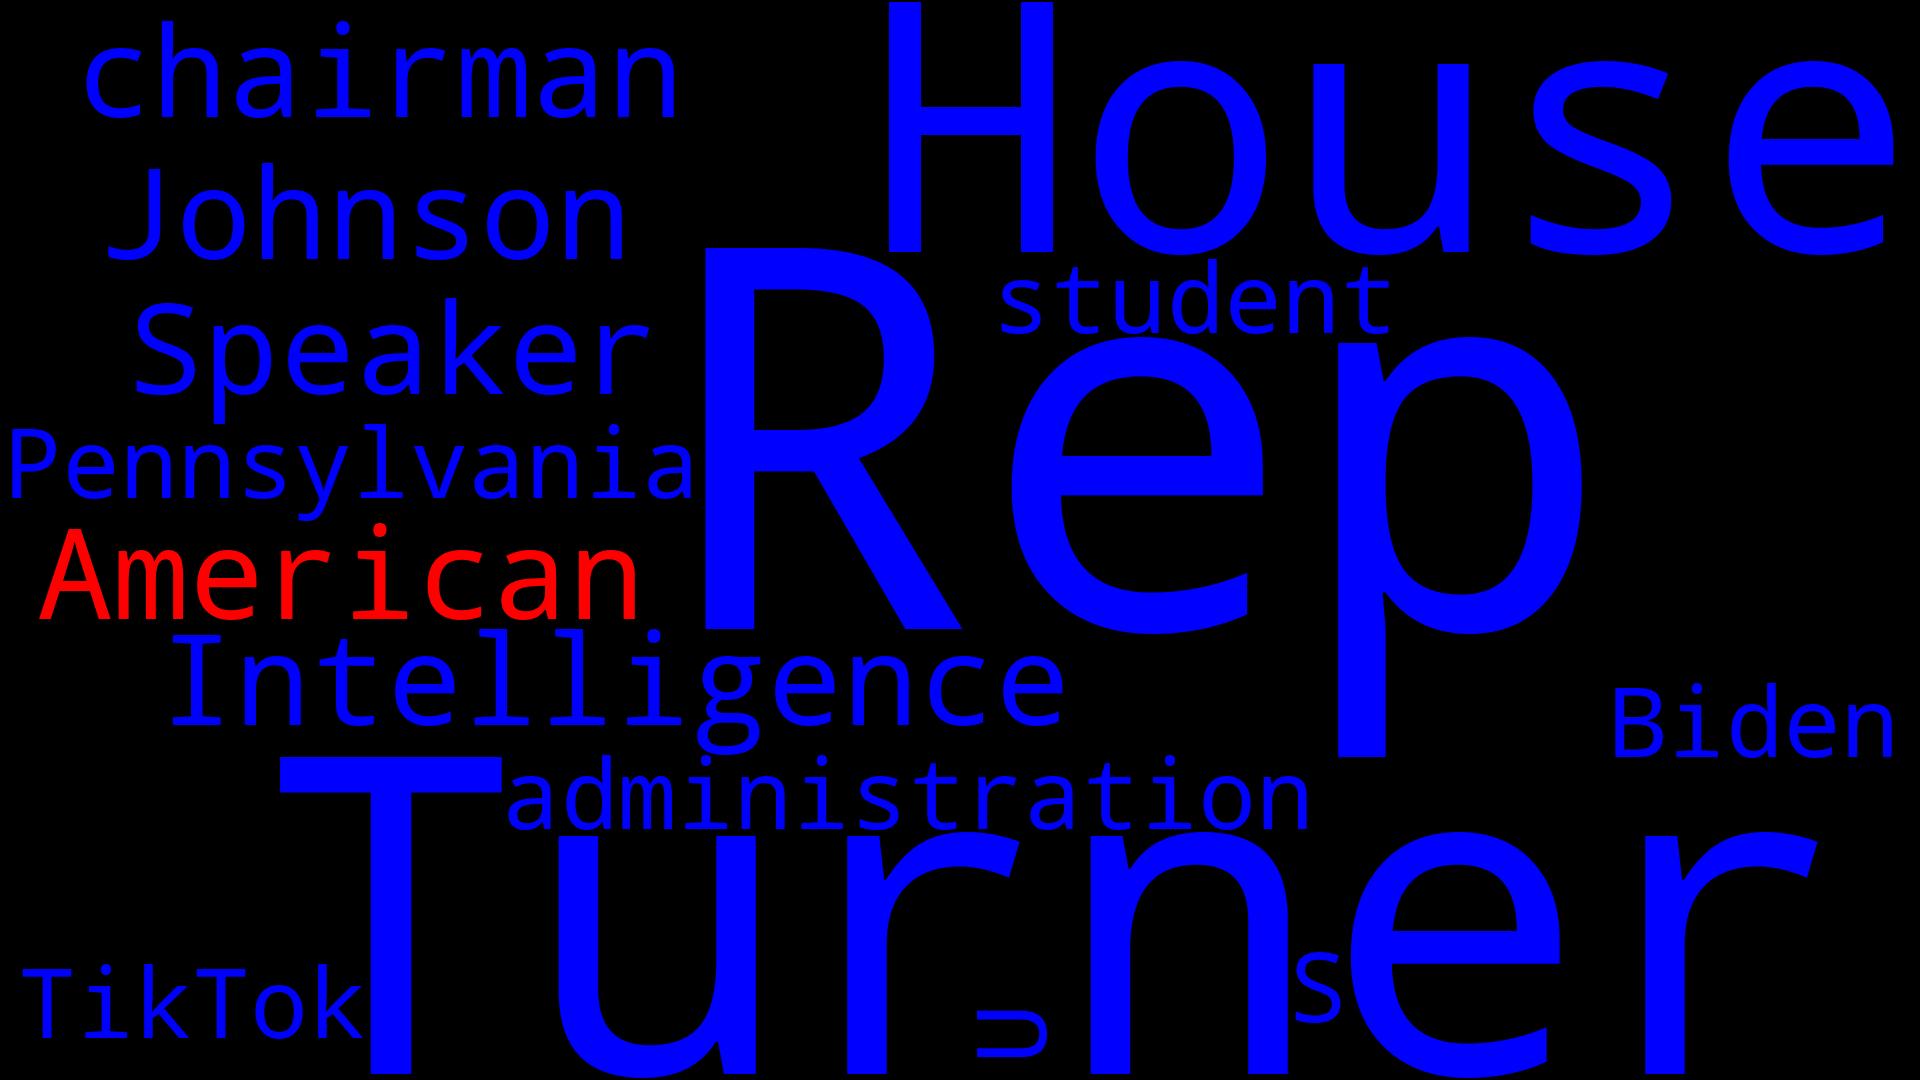 chairman
House
Johnson
student
Speaker
Rep
Pennsylvania
American
Intelligence
Biden
administration
Turner
TikTok
U
S